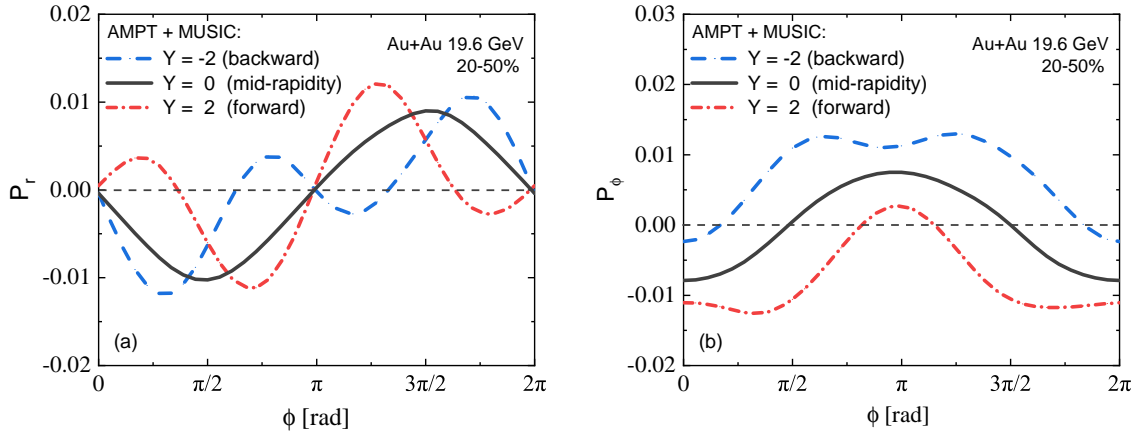 AMPT + MUSIC:
Y = -2 (backward)
Y = 0 (mid-rapidity)
Y = 2 (forward)
Au+Au 19.6 GeV
20-50%
0.02
0.01
0.00
-0.01
-0.02
P_r
(a)
0
π/2
π
3π/2
2π
ϕ [rad]
AMPT + MUSIC:
Y = -2 (backward)
Y = 0 (mid-rapidity)
Y = 2 (forward)
Au+Au 19.6 GeV
20-50%
0.03
0.02
0.01
0.00
-0.01
-0.02
P_ϕ
(b)
0
π/2
π
3π/2
2π
ϕ [rad]